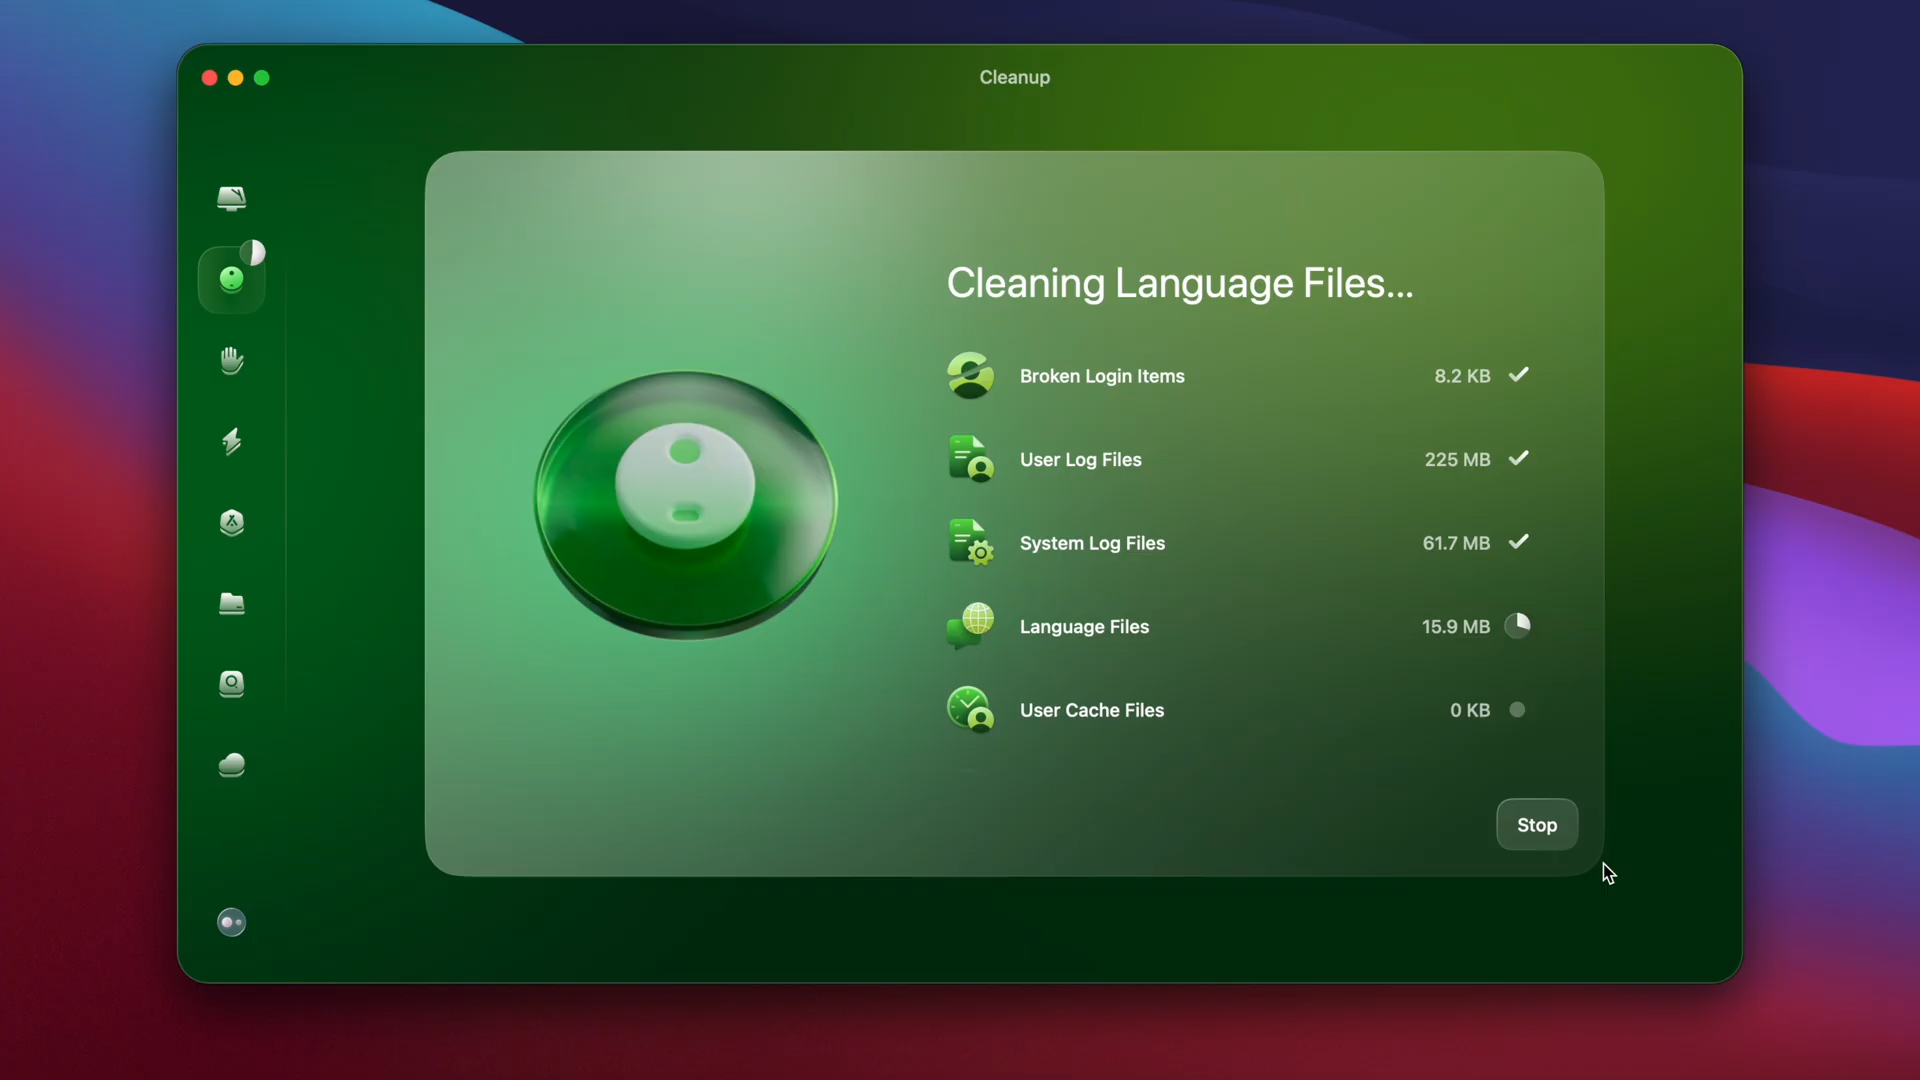 Cleanup
Cleaning Language Files...
Broken Login Items 8.2 KB
User Log Files 225 MB
System Log Files 61.7 MB
Language Files 15.9 MB
User Cache Files 0 KB
Stop